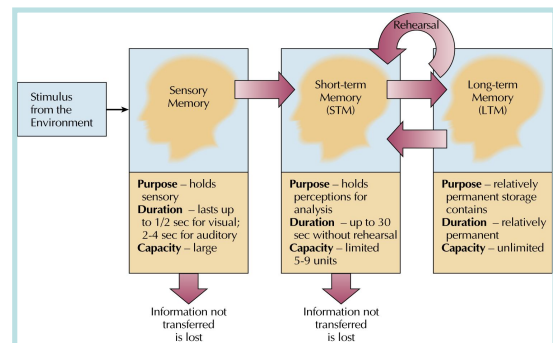 Rehearsal
Stimulus
from the
Environment
Sensory
Memory
Short-term
Memory
(STM)
Long-term
Memory
(LTM)
Purpose – holds
sensory
Duration – lasts up
to 1/2 sec for visual;
2-4 sec for auditory
Capacity – large
Purpose – holds
perceptions for
analysis
Duration – up to 30
sec without rehearsal
Capacity – limited
5-9 units
Purpose – relatively
permanent storage
contains
Duration – relatively
permanent
Capacity – unlimited
Information not
transferred
is lost
Information not
transferred
is lost